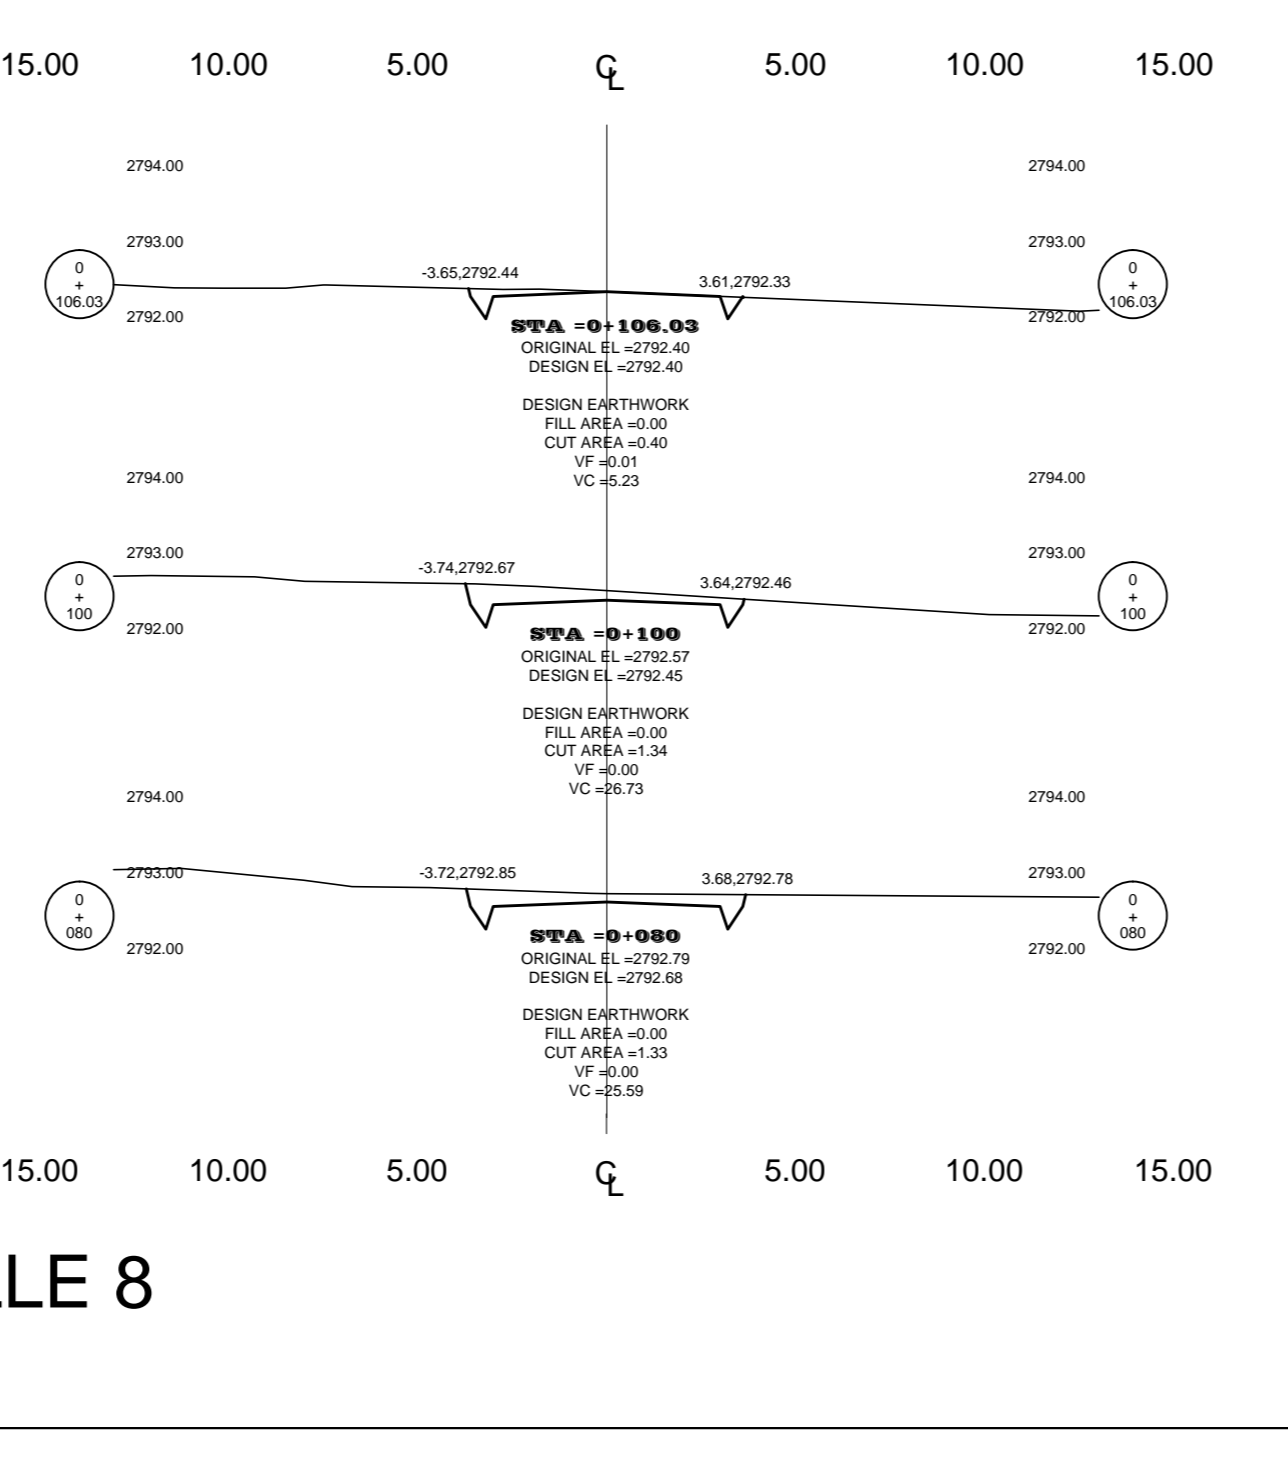 15.00 10.00 5.00 CL 5.00 10.00 15.00
2794.00 2794.00
2793.00 2793.00
0
+
106.03
-3.65,2792.44 3.61,2792.33
0
+
106.03
2792.00 2792.00
STA =0+106.03
ORIGINAL EL =2792.40
DESIGN EL =2792.40
DESIGN EARTHWORK
FILL AREA =0.00
CUT AREA =0.40
VF =0.01
VC =5.23
2794.00 2794.00
2793.00 2793.00
0
+
100
-3.74,2792.67 3.64,2792.46
0
+
100
2792.00 2792.00
STA =0+100
ORIGINAL EL =2792.57
DESIGN EL =2792.45
DESIGN EARTHWORK
FILL AREA =0.00
CUT AREA =1.34
VF =0.00
VC =26.73
2794.00 2794.00
2793.00 2793.00
-3.72,2792.85 3.68,2792.78
0
+
080
0
+
080
2792.00 2792.00
STA =0+080
ORIGINAL EL =2792.79
DESIGN EL =2792.68
DESIGN EARTHWORK
FILL AREA =0.00
CUT AREA =1.33
VF =0.00
VC =25.59
15.00 10.00 5.00 CL 5.00 10.00 15.00
LE 8